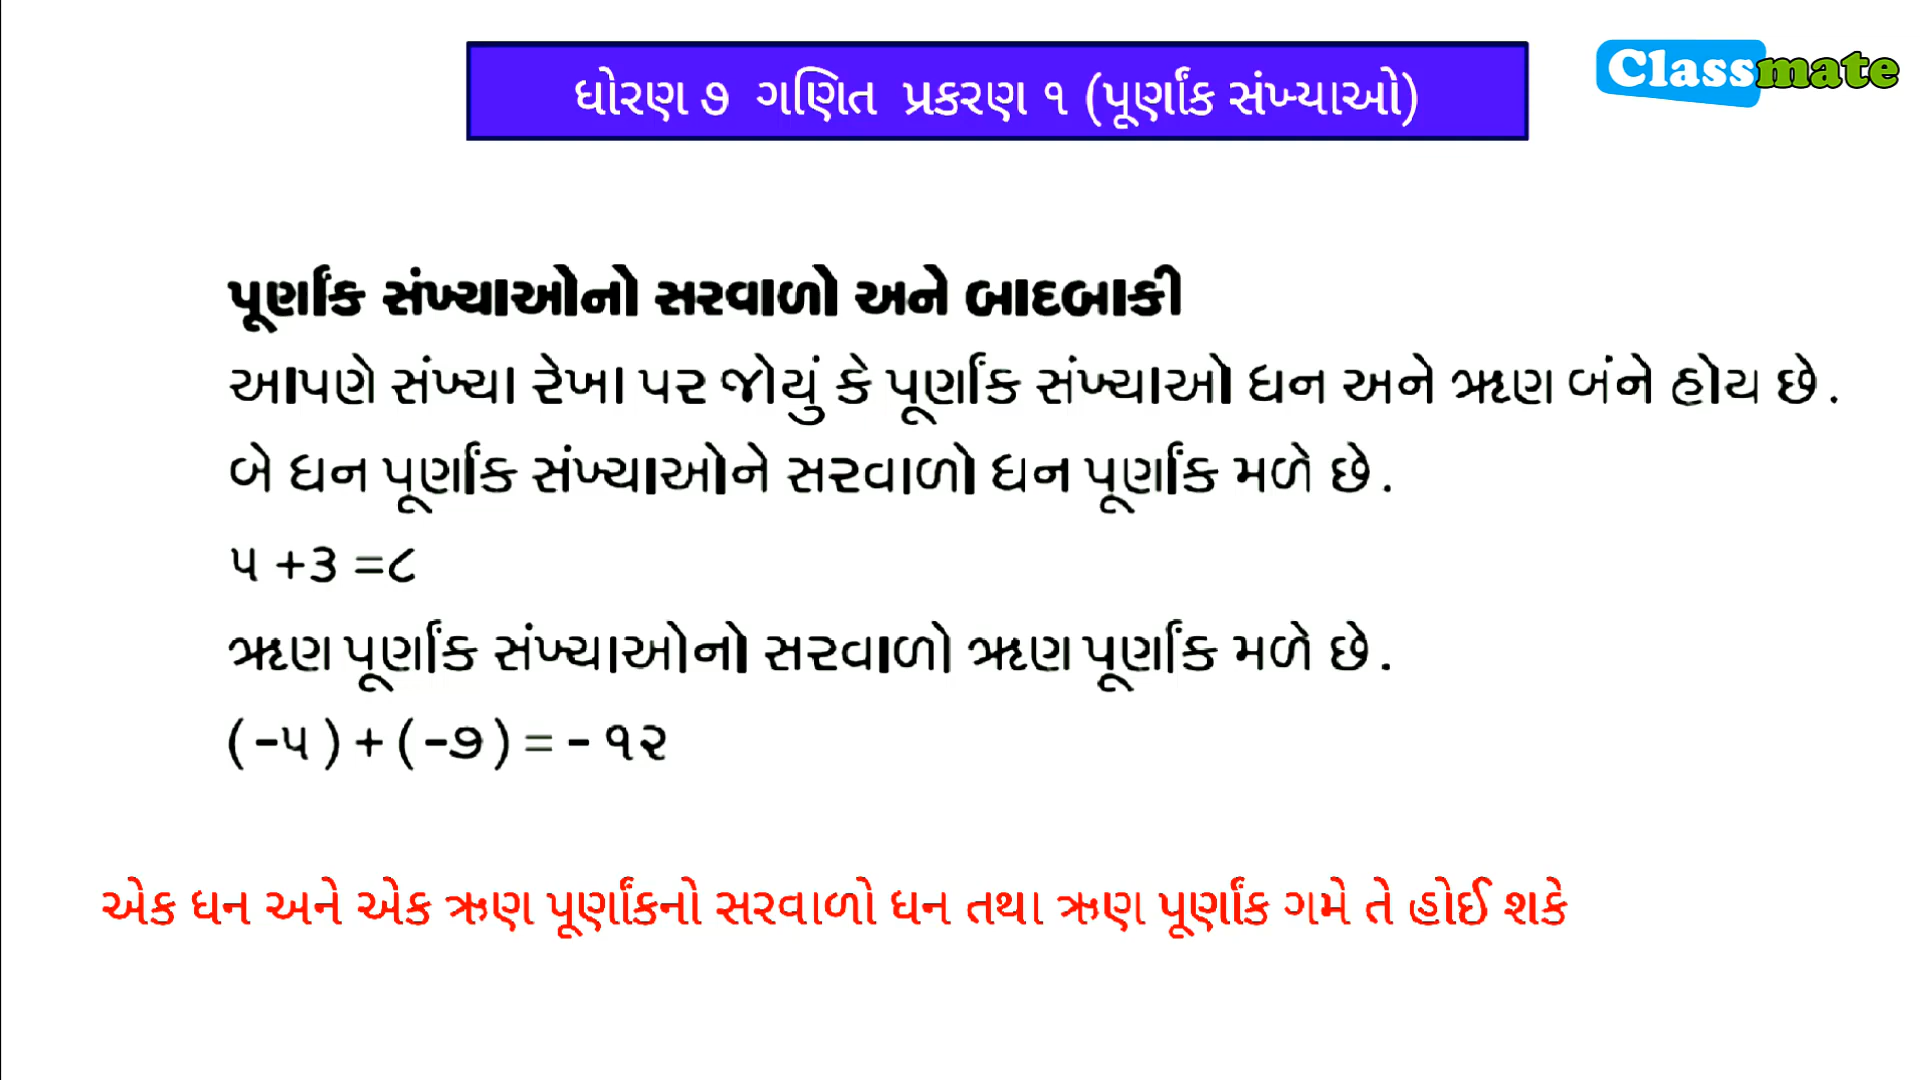 ધોરણ ૭ ગણિત પ્રકરણ ૧ (પૂર્ણાંક સંખ્યાઓ)
Classmate
પૂર્ણાંક સંખ્યાઓનો સરવાળો અને બાદબાકી
આપણે સંખ્યા રેખા પર જોયું કે પૂર્ણાંક સંખ્યાઓ ધન અને ઋણ બંને હોય છે.
બે ધન પૂર્ણાંક સંખ્યાઓને સરવાળો ધન પૂર્ણાંક મળે છે.
૫ +૩ =૮
ઋણ પૂર્ણાંક સંખ્યાઓનો સરવાળો ઋણ પૂર્ણાંક મળે છે.
(-૫) + (-૭) = - ૧૨
એક ધન અને એક ઋણ પૂર્ણાંકનો સરવાળો ધન તથા ઋણ પૂર્ણાંક ગમે તે હોઈ શકે